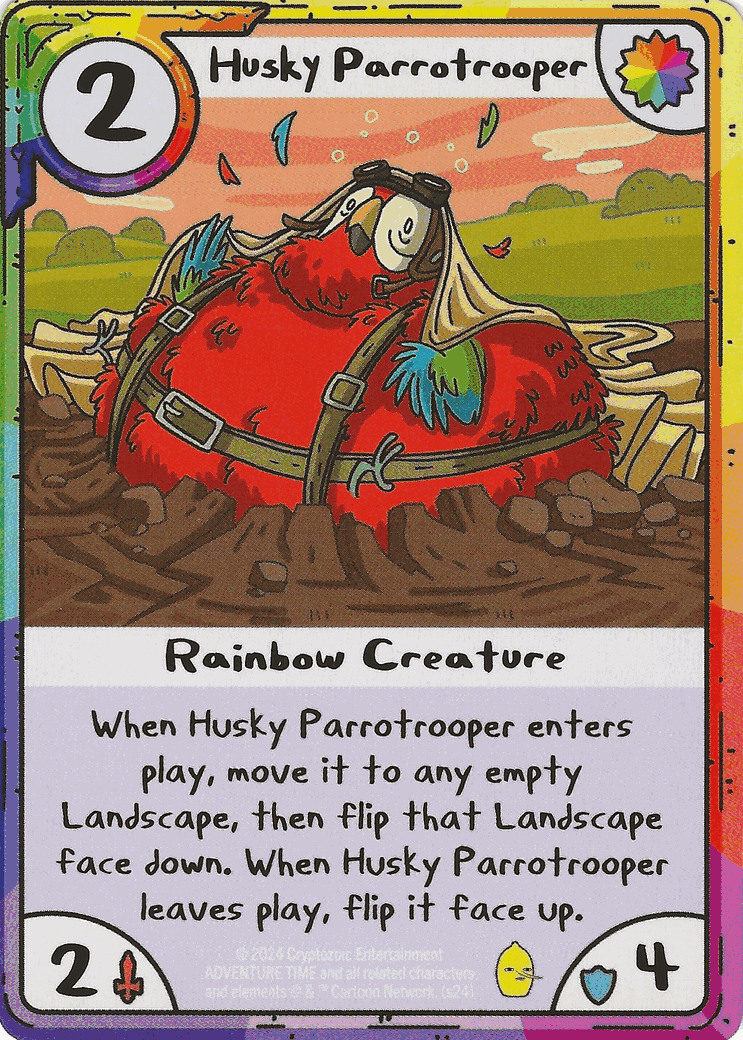 2
Husky Parrotrooper
Rainbow Creature
When Husky Parrotrooper enters
play, move it to any empty
Landscape, then flip that Landscape
face down. When Husky Parrotrooper
leaves play, flip it face up.
2
© 2024 Cryptozoic Entertainment
ADVENTURE TIME and all related characters
and elements © & ™ Cartoon Network. (s24)
4